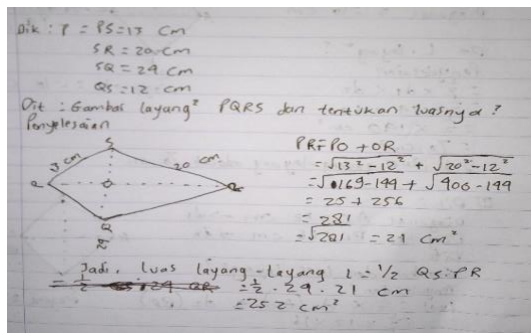 Dik : P = PS = 13 cm
SR = 20 cm
SQ = 24 cm
QS = 12 cm
Dit : Gambar layang² PQRS dan tentukan luasnya ?
Penyelesaian
S
13 cm
20 cm
O
Q
PR = PO + OR
= √13² - 12² + √20² - 12²
= √169 - 144 + √400 - 144
= 25 + 256
= 281
= √281 = 21 cm²
Jadi, luas layang-layang L = 1/2 QS . PR
= 1/2 . 24 . 21 cm
= 252 cm²